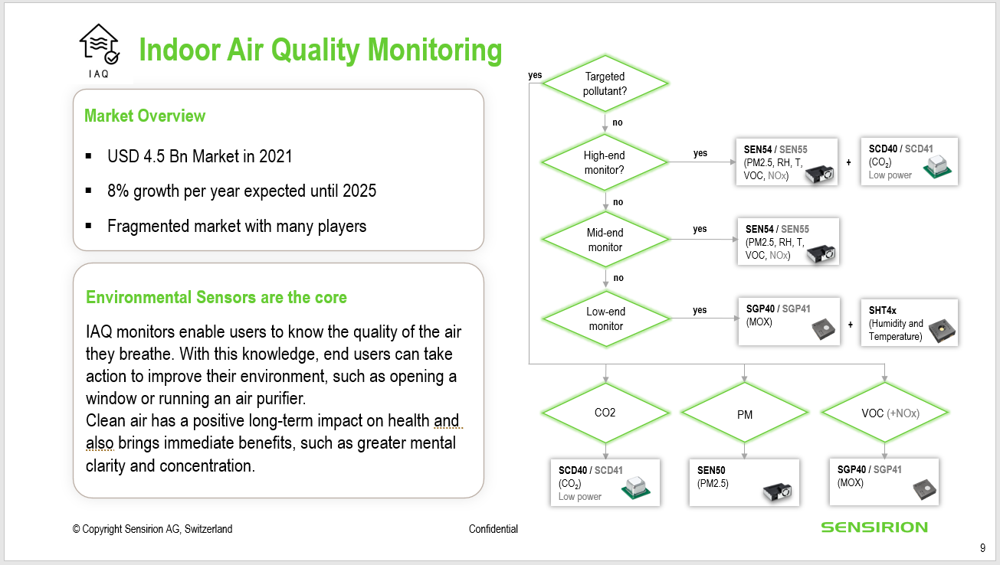 IAQ
Indoor Air Quality Monitoring
Market Overview
▪ USD 4.5 Bn Market in 2021
▪ 8% growth per year expected until 2025
▪ Fragmented market with many players
Environmental Sensors are the core
IAQ monitors enable users to know the quality of the air
they breathe. With this knowledge, end users can take
action to improve their environment, such as opening a
window or running an air purifier.
Clean air has a positive long-term impact on health and
also brings immediate benefits, such as greater mental
clarity and concentration.
yes
Targeted
pollutant?
no
High-end
monitor?
yes
SEN54 / SEN55
(PM2.5, RH, T,
VOC, NOx)
+
SCD40 / SCD41
(CO₂)
Low power
no
Mid-end
monitor
yes
SEN54 / SEN55
(PM2.5, RH, T,
VOC, NOx)
no
Low-end
monitor
yes
SGP40 / SGP41
(MOX)
+
SHT4x
(Humidity and
Temperature)
CO2
PM
VOC (+NOx)
SCD40 / SCD41
(CO₂)
Low power
SEN50
(PM2.5)
SGP40 / SGP41
(MOX)
© Copyright Sensirion AG, Switzerland
Confidential
SENSIRION
9